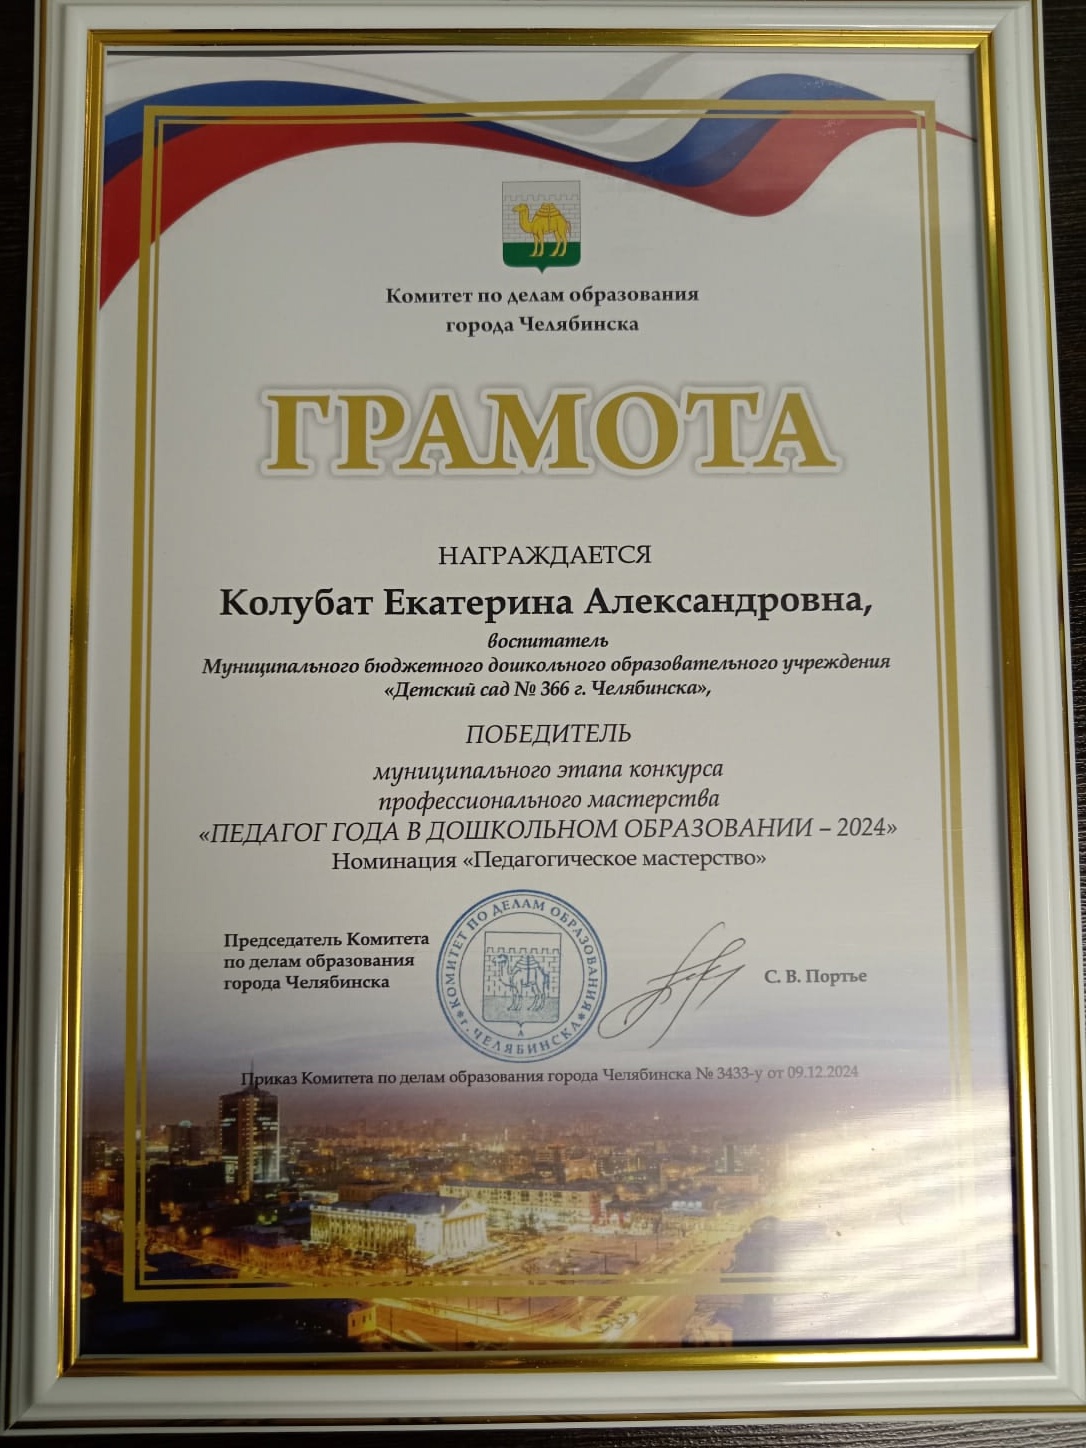 Комитет по делам образования
города Челябинска
ГРАМОТА
НАГРАЖДАЕТСЯ
Колубат Екатерина Александровна,
воспитатель
Муниципального бюджетного дошкольного образовательного учреждения
«Детский сад № 366 г. Челябинска»,
ПОБЕДИТЕЛЬ
муниципального этапа конкурса
профессионального мастерства
«ПЕДАГОГ ГОДА В ДОШКОЛЬНОМ ОБРАЗОВАНИИ – 2024»
Номинация «Педагогическое мастерство»
Председатель Комитета
по делам образования
города Челябинска
КОМИТЕТ ПО ДЕЛАМ ОБРАЗОВАНИЯ
г. ЧЕЛЯБИНСКА
С. В. Портье
Приказ Комитета по делам образования города Челябинска № 3433-у от 09.12.2024